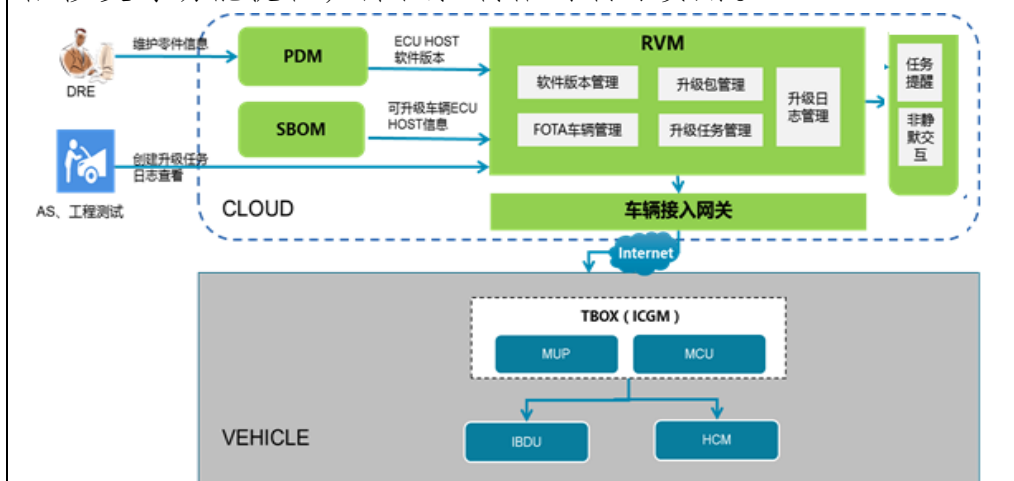 维护零件信息
DRE
PDM
ECU HOST
软件版本
RVM
软件版本管理
升级包管理
升级日
志管理
FOTA车辆管理
升级任务管理
任务
提醒
非静
默交
互
SBOM
可升级车辆ECU
HOST信息
创建升级任务
日志查看
AS、工程测试
CLOUD
车辆接入网关
Internet
TBOX（ICGM）
MUP
MCU
VEHICLE
IBDU
HCM